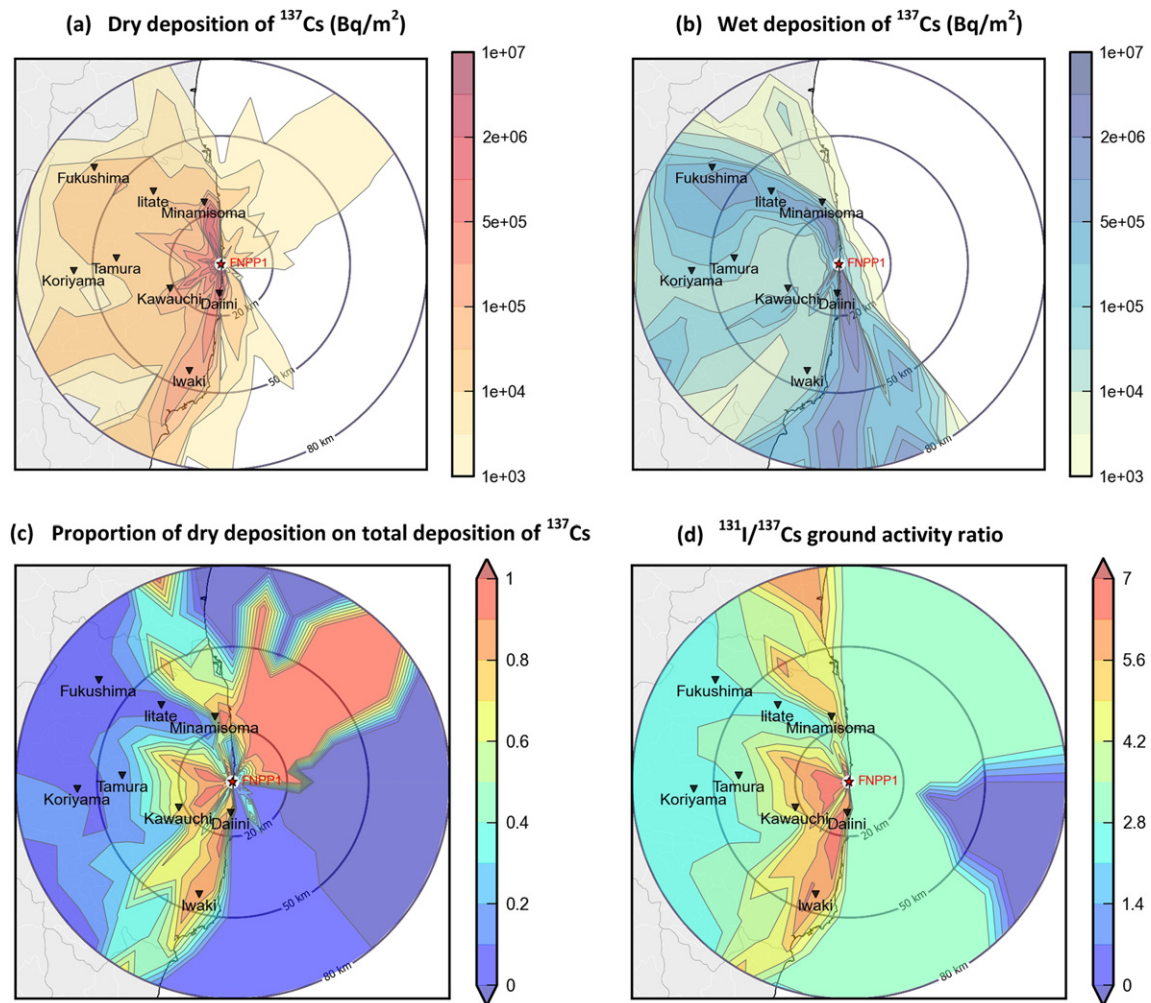 (a) Dry deposition of ¹³⁷Cs (Bq/m²)
1e+07
2e+06
5e+05
1e+05
1e+04
1e+03
Fukushima
Iitate
Minamisoma
FNPP1
Tamura
Koriyama
Kawauchi
Daiini
20 km
Iwaki
50 km
80 km
(b) Wet deposition of ¹³⁷Cs (Bq/m²)
1e+07
2e+06
5e+05
1e+05
1e+04
1e+03
Fukushima
Iitate
Minamisoma
FNPP1
Tamura
Koriyama
Kawauchi
Daiini
20 km
Iwaki
50 km
80 km
(c) Proportion of dry deposition on total deposition of ¹³⁷Cs
1
0.8
0.6
0.4
0.2
0
Fukushima
Iitate
Minamisoma
FNPP1
Tamura
Koriyama
Kawauchi
Daiini
20 km
Iwaki
50 km
80 km
(d) ¹³¹I/¹³⁷Cs ground activity ratio
7
5.6
4.2
2.8
1.4
0
Fukushima
Iitate
Minamisoma
FNPP1
Tamura
Koriyama
Kawauchi
Daiini
20 km
Iwaki
50 km
80 km